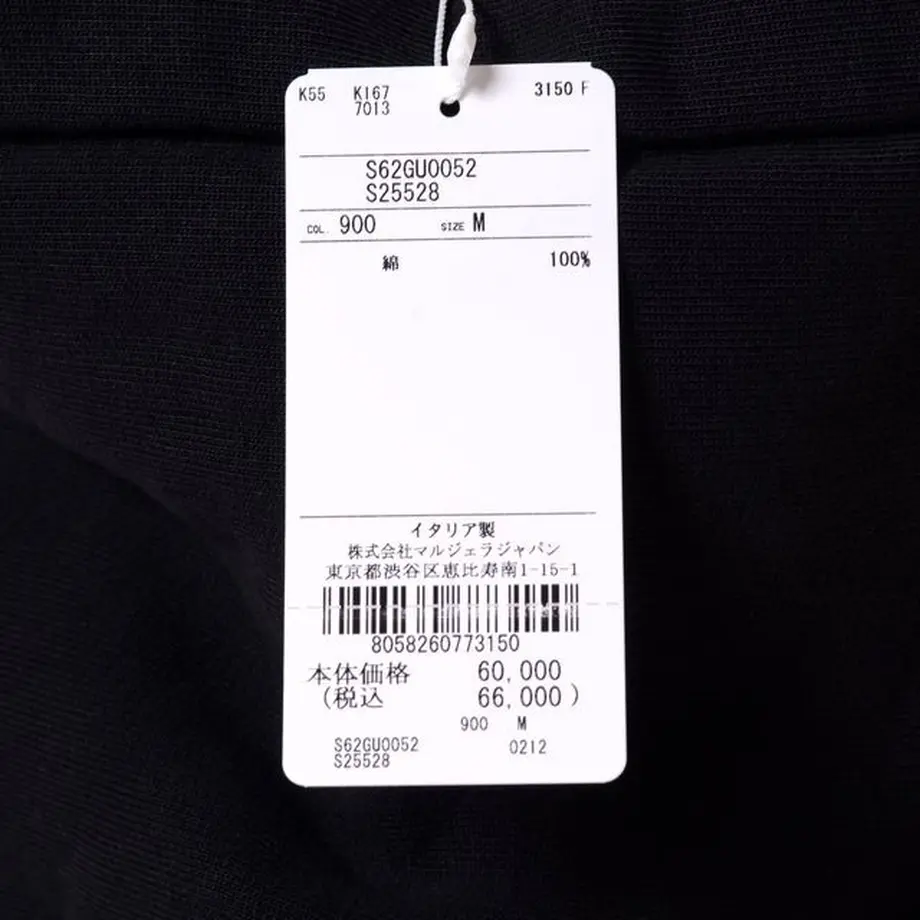 K55 K167 3150 F
7013
S62GU0052
S25528
COL. 900 SIZE M
綿 100%
イタリア製
株式会社マルジェラジャパン
東京都渋谷区恵比寿南1-15-1
8058260773150
本体価格 60,000
(税込 66,000)
900 M
S62GU0052 0212
S25528